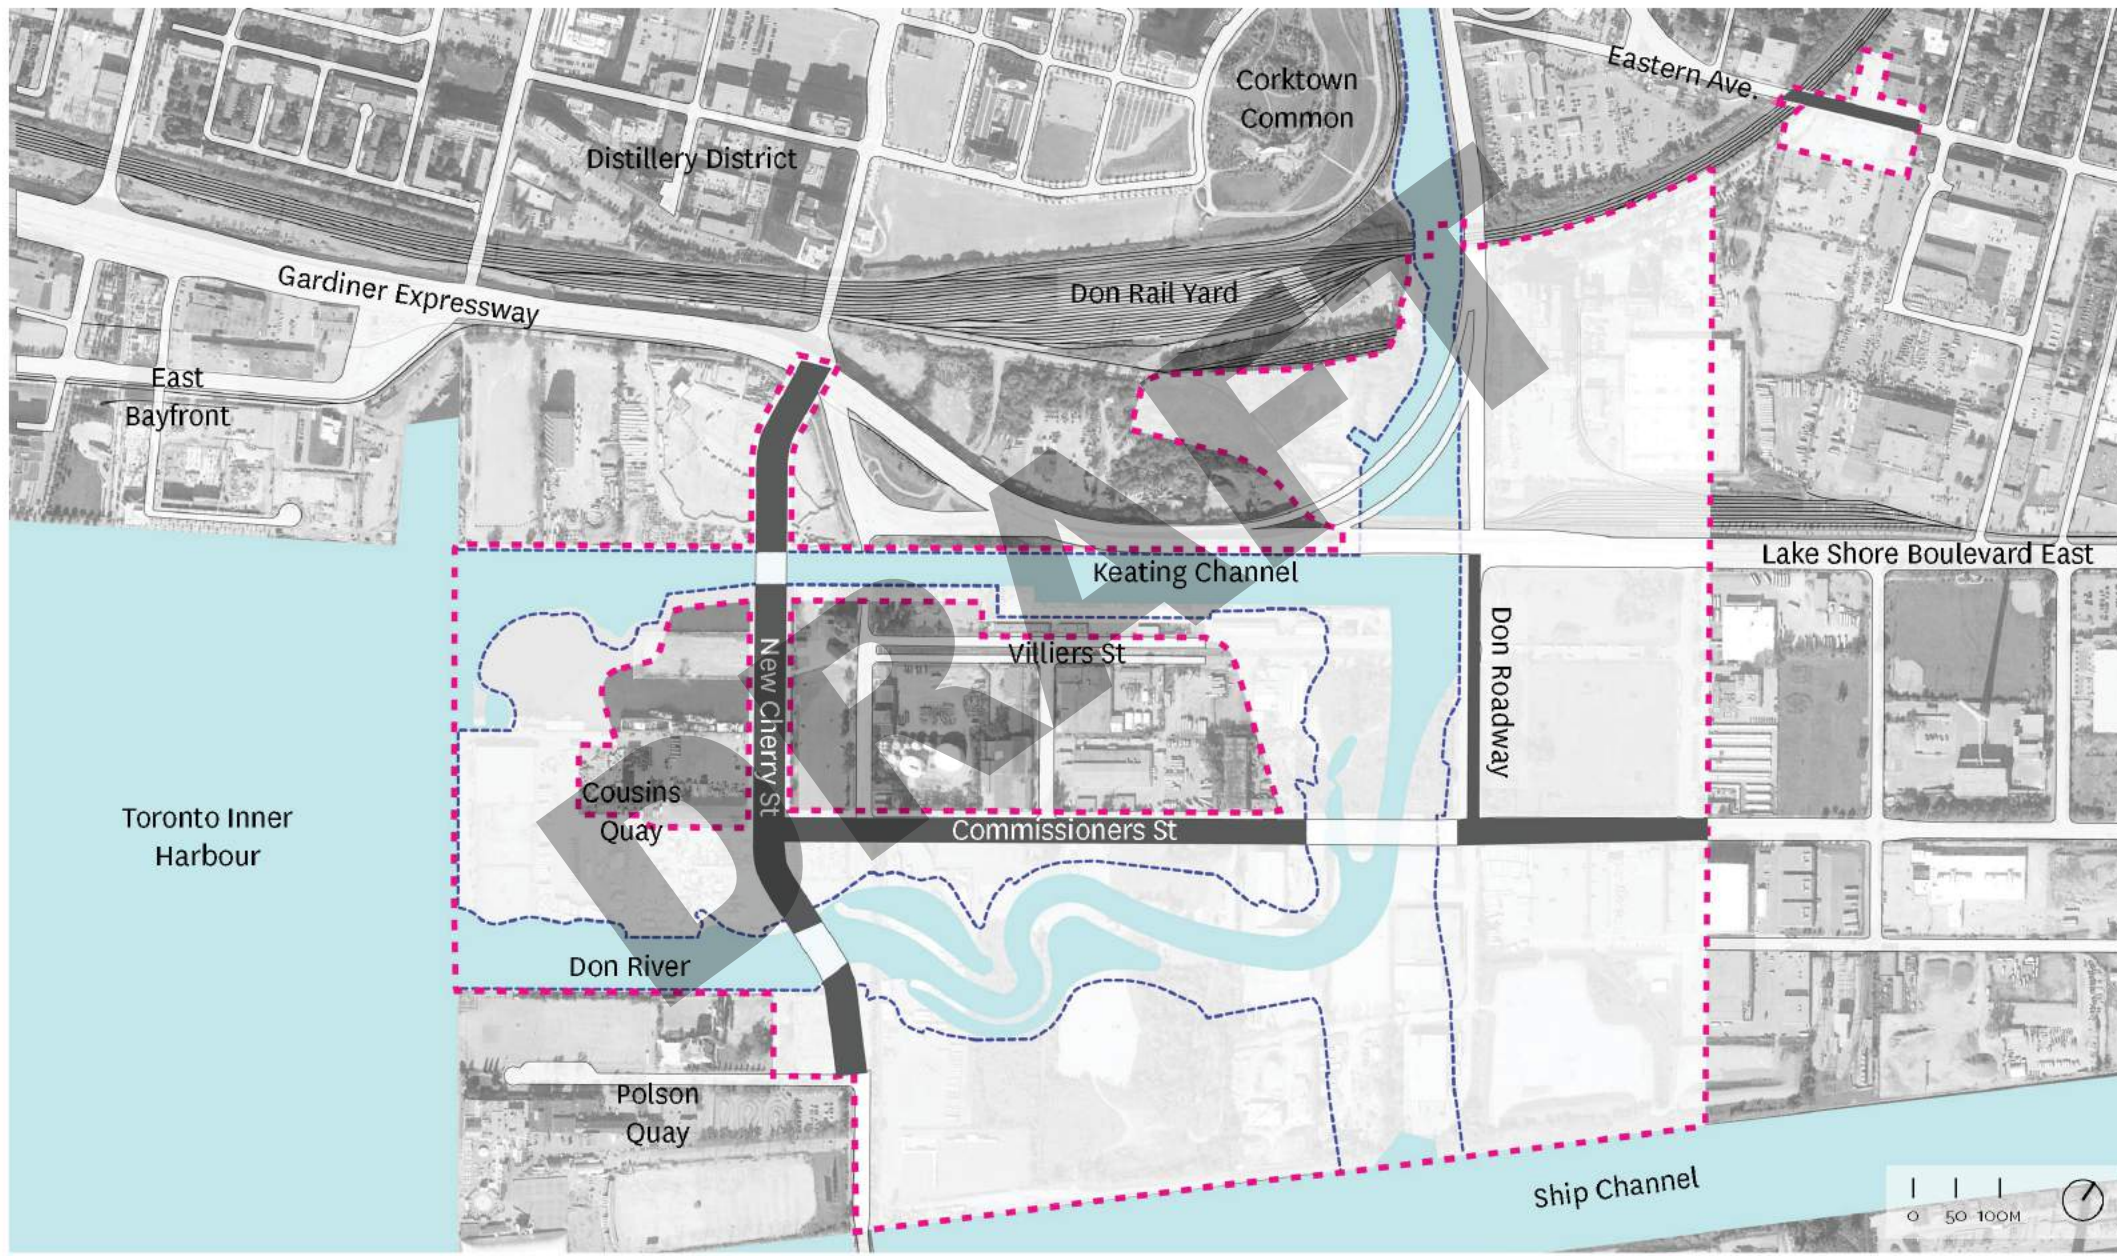 Corktown
Common
Eastern Ave.
Distillery District
Gardiner Expressway
Don Rail Yard
East
Bayfront
Lake Shore Boulevard East
Keating Channel
New Cherry St
Villiers St
Don Roadway
Cousins
Quay
Commissioners St
Toronto Inner
Harbour
Don River
Polson
Quay
Ship Channel
0 50 100M
DRAFT